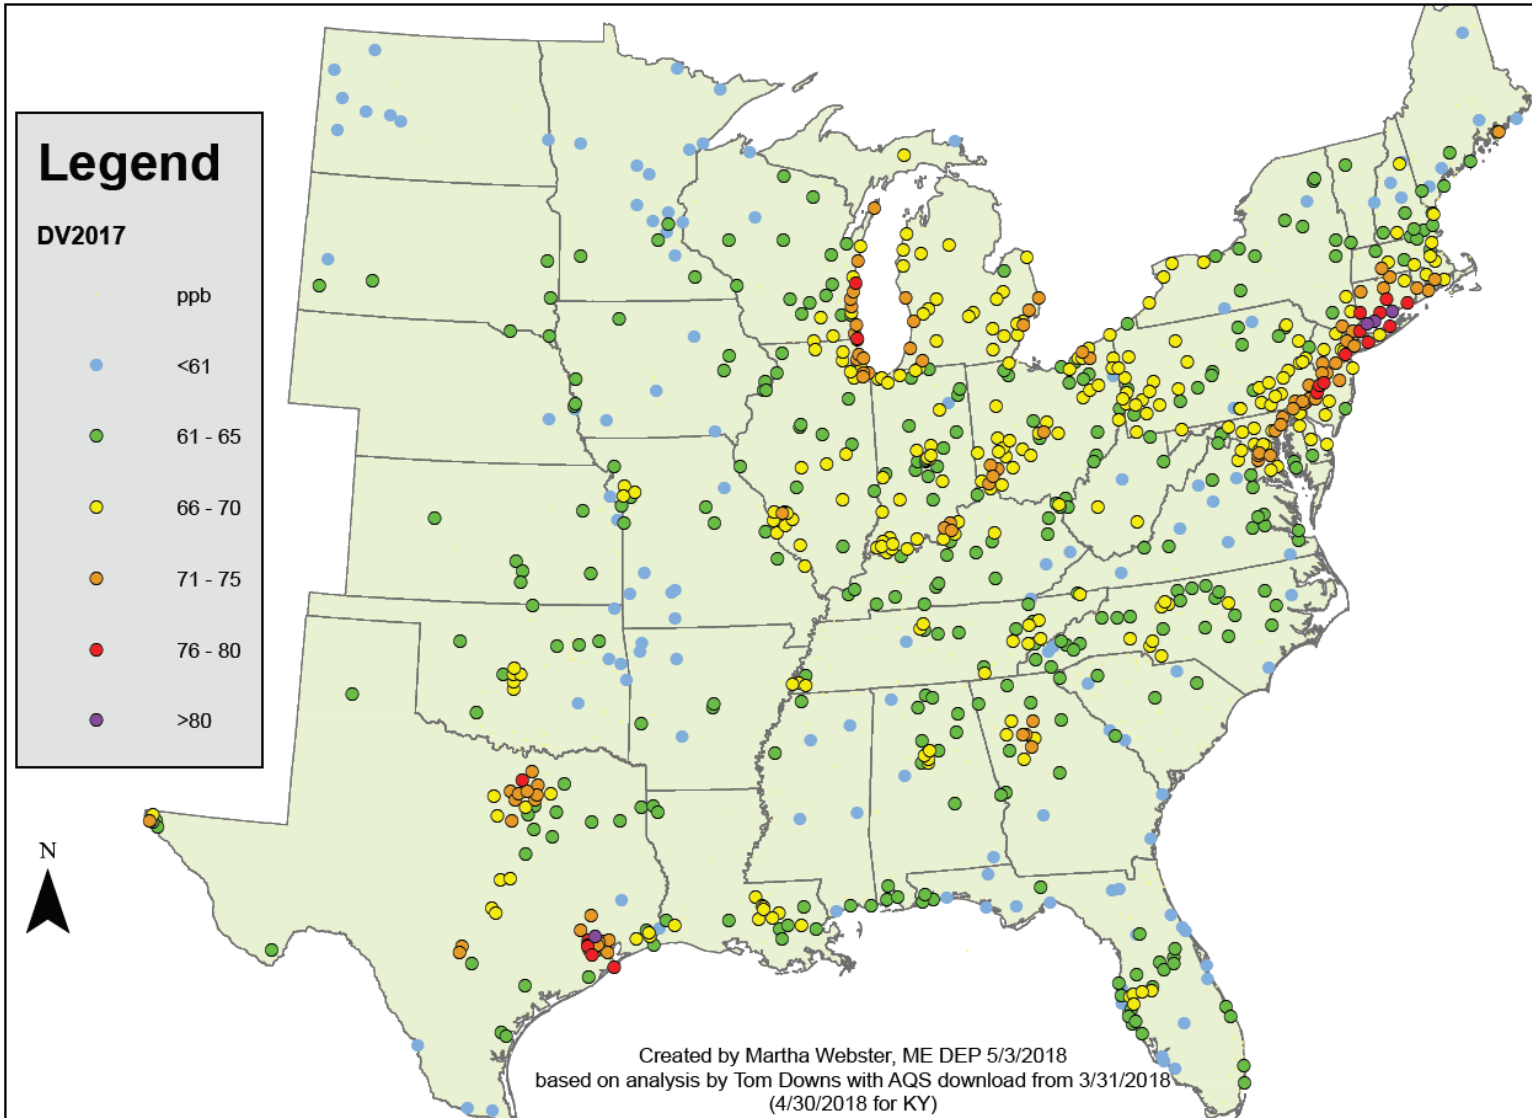 Legend
DV2017
ppb
<61
61 - 65
66 - 70
71 - 75
76 - 80
>80
N
Created by Martha Webster, ME DEP 5/3/2018
based on analysis by Tom Downs with AQS download from 3/31/2018
(4/30/2018 for KY)